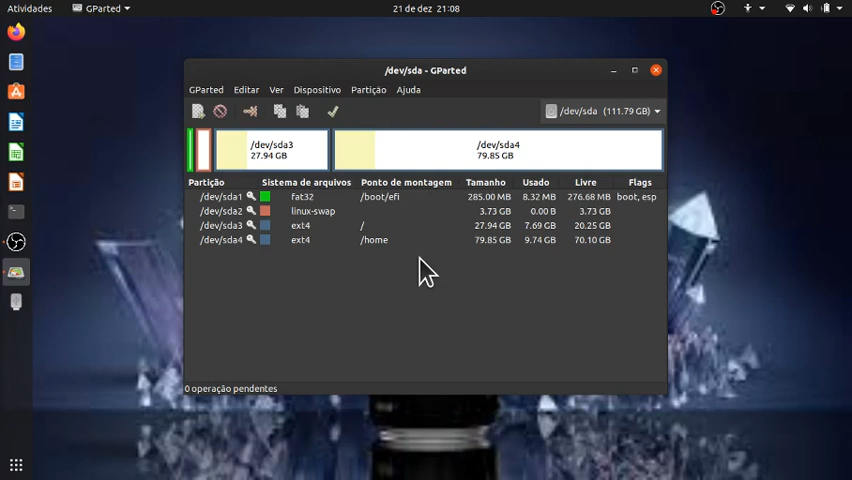 Atividades GParted 21 de dez 21:08
/dev/sda - GParted
GParted Editar Ver Dispositivo Partição Ajuda
/dev/sda (111.79 GB)
/dev/sda3 /dev/sda4
27.94 GB 79.85 GB
Partição Sistema de arquivos Ponto de montagem Tamanho Usado Livre Flags
/dev/sda1 fat32 /boot/efi 285.00 MB 8.32 MB 276.68 MB boot, esp
/dev/sda2 linux-swap 3.73 GB 0.00 B 3.73 GB
/dev/sda3 ext4 / 27.94 GB 7.69 GB 20.25 GB
/dev/sda4 ext4 /home 79.85 GB 9.74 GB 70.10 GB
0 operação pendentes